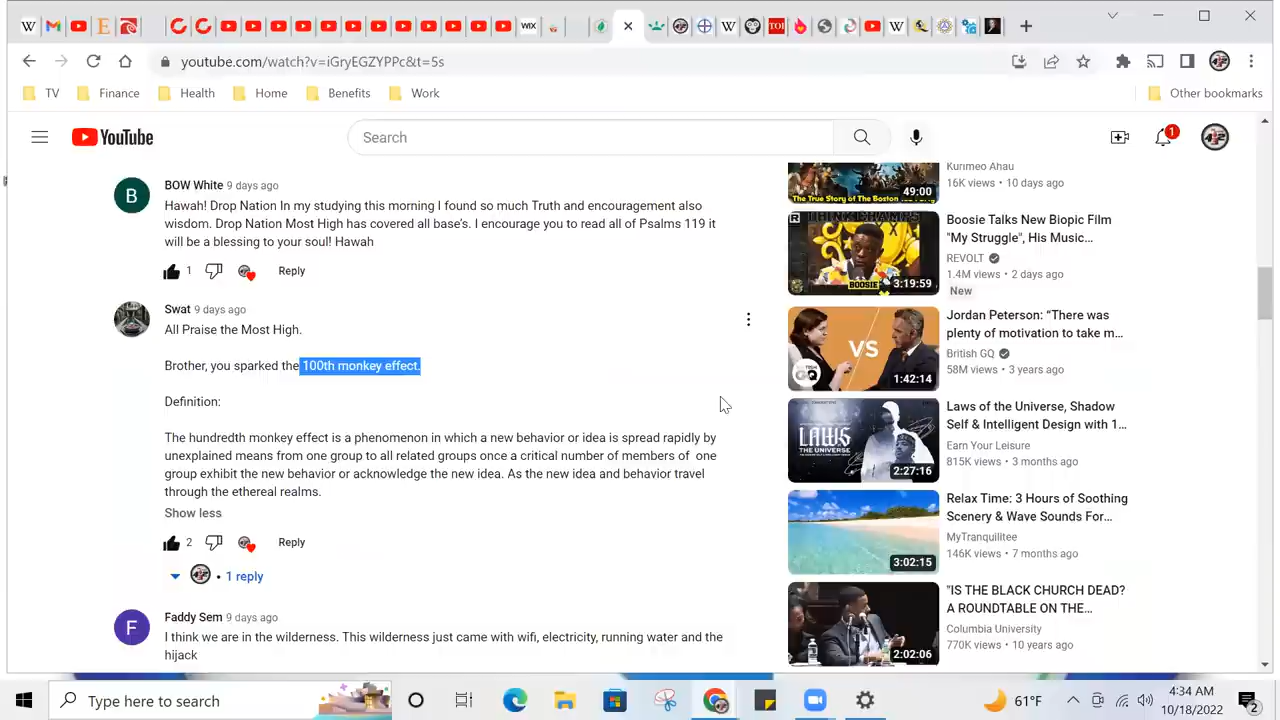 WIX
TOI
youtube.com/watch?v=iGryEGZYPPc&t=5s
TV
Finance
Health
Home
Benefits
Work
Other bookmarks
YouTube
Search
1
BOW White 9 days ago
Hawah! Drop Nation In my studying this morning I found so much Truth and encouragement also
wisdom. Drop Nation Most High has covered all base's. I encourage you to read all of Psalms 119 it
will be a blessing to your soul! Hawah
1
Reply
Swat 9 days ago
All Praise the Most High.
Brother, you sparked the 100th monkey effect.
Definition:
The hundredth monkey effect is a phenomenon in which a new behavior or idea is spread rapidly by
unexplained means from one group to all related groups once a critical number of members of one
group exhibit the new behavior or acknowledge the new idea. As the new idea and behavior travel
through the ethereal realms.
Show less
2
Reply
• 1 reply
F
Faddy Sem 9 days ago
I think we are in the wilderness. This wilderness just came with wifi, electricity, running water and the
hijack
B
49:00
Kurimeo Ahau
16K views • 10 days ago
BOOSIE
3:19:59
Boosie Talks New Biopic Film
"My Struggle", His Music...
REVOLT
1.4M views • 2 days ago
New
VS
GQ
1:42:14
Jordan Peterson: “There was
plenty of motivation to take m...
British GQ
58M views • 3 years ago
LAWS
UNIVERSE
2:27:16
Laws of the Universe, Shadow
Self & Intelligent Design with 1...
Earn Your Leisure
815K views • 3 months ago
3:02:15
Relax Time: 3 Hours of Soothing
Scenery & Wave Sounds For...
MyTranquilitee
146K views • 7 months ago
2:02:06
"IS THE BLACK CHURCH DEAD?
A ROUNDTABLE ON THE...
Columbia University
770K views • 10 years ago
Type here to search
61°F
4:34 AM
10/18/2022
2